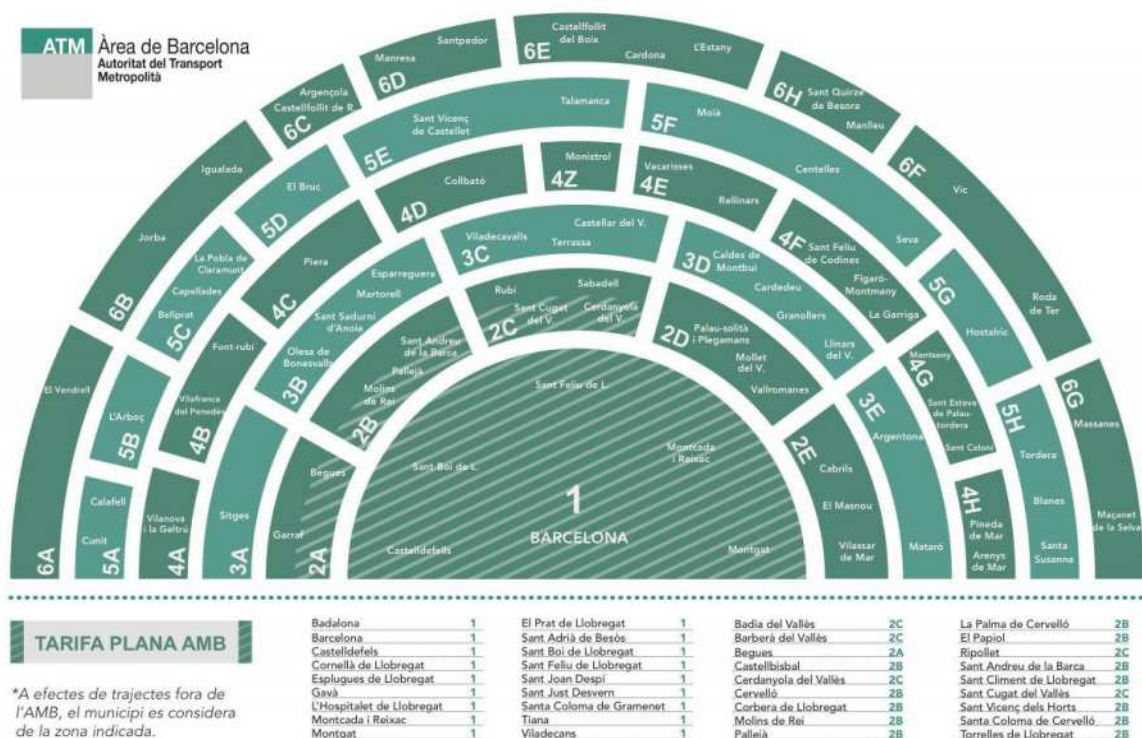 ATM Àrea de Barcelona
Autoritat del Transport
Metropolità
6A
El Vendrell
6B
Jorba
Igualada
6C
Argençola
Castellfollit de R.
6D
Manresa
Santpedor
6E
Castellfollit
del Boix
Cardona
L'Estany
6H
Sant Quirze
de Besora
Manlleu
6F
Vic
Roda
de Ter
6G
Massanes
Maçanet
de la Selva
5A
Cunit
Calafell
5B
L'Arboç
5C
Bellprat
Capellades
La Pobla de
Claramunt
5D
El Bruc
5E
Sant Vicenç
de Castellet
Talamanca
5F
Moià
Centelles
Seva
5G
Hostalric
5H
Tordera
Blanes
Santa
Susanna
4A
Vilanova
i la Geltrú
4B
Vilafranca
del Penedès
Font-rubí
4C
Piera
4D
Collbató
4Z
Monistrol
4E
Vacarisses
Rellinars
4F
Sant Feliu
de Codines
Figaró-
Montmany
La Garriga
4G
Montseny
Sant Esteve
de Palau-
tordera
Sant Celoni
4H
Pineda
de Mar
Arenys
de Mar
3A
Sitges
3B
Olesa de
Bonesvalls
Sant Sadurní
d'Anoia
Martorell
Esparreguera
3C
Viladecavalls
Terrassa
Castellar del V.
3D
Caldes de
Montbui
Cardedeu
Granollers
Llinars
del V.
3E
Argentona
Mataró
2A
Garraf
Begues
2B
Molins
de Rei
Pallejà
Sant Andreu
de la Barca
2C
Rubí
Sant Cugat
del V.
Sabadell
Cerdanyola
del V.
2D
Palau-solità
i Plegamans
Mollet
del V.
Vallromanes
2E
Cabrils
El Masnou
Vilassar
de Mar
Sant Feliu de L.
Montcada
i Reixac
Sant Boi de L.
1
BARCELONA
Castelldefels
Montgat
TARIFA PLANA AMB
*A efectes de trajectes fora de
l'AMB, el municipi es considera
de la zona indicada.
Badalona 1
Barcelona 1
Castelldefels 1
Cornellà de Llobregat 1
Esplugues de Llobregat 1
Gavà 1
L'Hospitalet de Llobregat 1
Montcada i Reixac 1
Montgat 1
El Prat de Llobregat 1
Sant Adrià de Besòs 1
Sant Boi de Llobregat 1
Sant Feliu de Llobregat 1
Sant Joan Despí 1
Sant Just Desvern 1
Santa Coloma de Gramenet 1
Tiana 1
Viladecans 1
Badia del Vallès 2C
Barberà del Vallès 2C
Begues 2A
Castellbisbal 2B
Cerdanyola del Vallès 2C
Cervelló 2B
Corbera de Llobregat 2B
Molins de Rei 2B
Pallejà 2B
La Palma de Cervelló 2B
El Papiol 2B
Ripollet 2C
Sant Andreu de la Barca 2B
Sant Climent de Llobregat 2B
Sant Cugat del Vallès 2C
Sant Vicenç dels Horts 2B
Santa Coloma de Cervelló 2B
Torrelles de Llobregat 2B